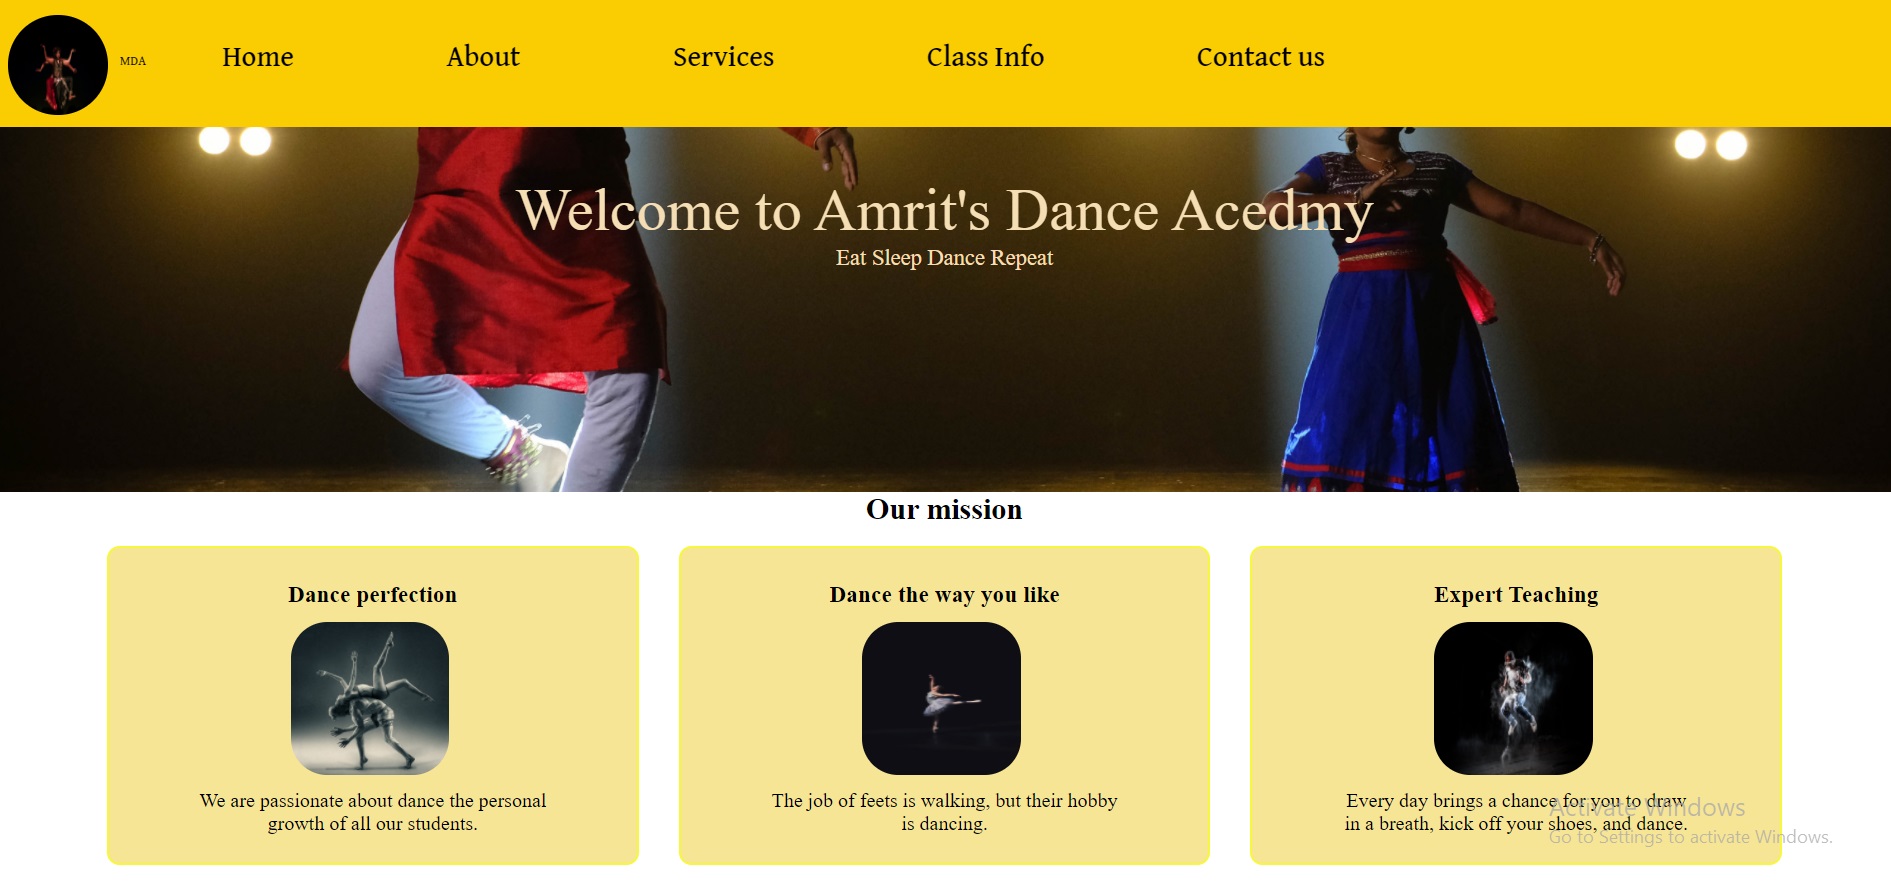 MDA
Home
About
Services
Class Info
Contact us
Welcome to Amrit's Dance Acedmy
Eat Sleep Dance Repeat
Our mission
Dance perfection
We are passionate about dance the personal
growth of all our students.
Dance the way you like
The job of feets is walking, but their hobby
is dancing.
Expert Teaching
Every day brings a chance for you to draw
in a breath, kick off your shoes, and dance.
Activate Windows
Go to Settings to activate Windows.